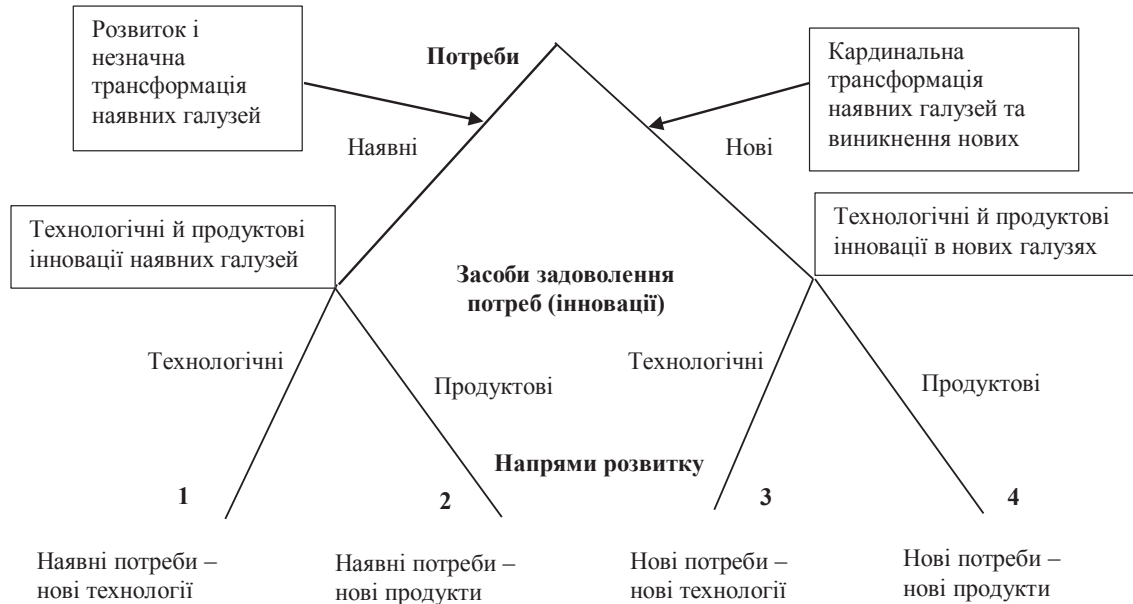 Розвиток і
незначна
трансформація
наявних галузей
Потреби
Кардинальна
трансформація
наявних галузей та
виникнення нових
Наявні
Нові
Технологічні й продуктові
інновації наявних галузей
Технологічні й продуктові
інновації в нових галузях
Засоби задоволення
потреб (інновації)
Технологічні
Продуктові
Технологічні
Продуктові
Напрями розвитку
1
2
3
4
Наявні потреби –
нові технології
Наявні потреби –
нові продукти
Нові потреби –
нові технології
Нові потреби –
нові продукти